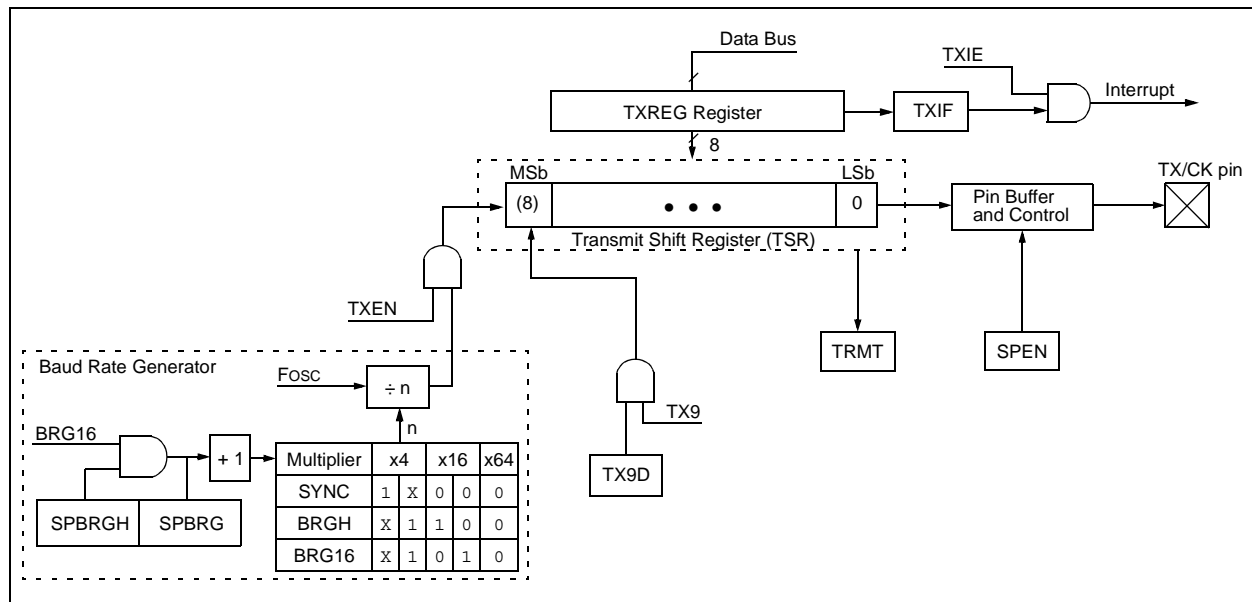 Data Bus
TXIE
Interrupt
TXREG Register
TXIF
8
MSb
LSb
TX/CK pin
(8)
• • •
0
Pin Buffer
and Control
Transmit Shift Register (TSR)
TXEN
TRMT
SPEN
Baud Rate Generator
FOSC
÷ n
TX9
n
BRG16
+ 1
Multiplier x4 x16 x64
TX9D
SYNC 1 X 0 0 0
SPBRGH SPBRG
BRGH X 1 1 0 0
BRG16 X 1 0 1 0